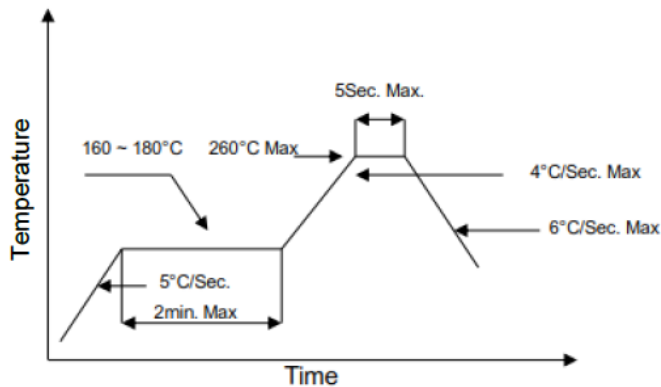 5Sec. Max.
160 ~ 180°C 260°C Max
4°C/Sec. Max
6°C/Sec. Max
5°C/Sec.
2min. Max
Temperature
Time